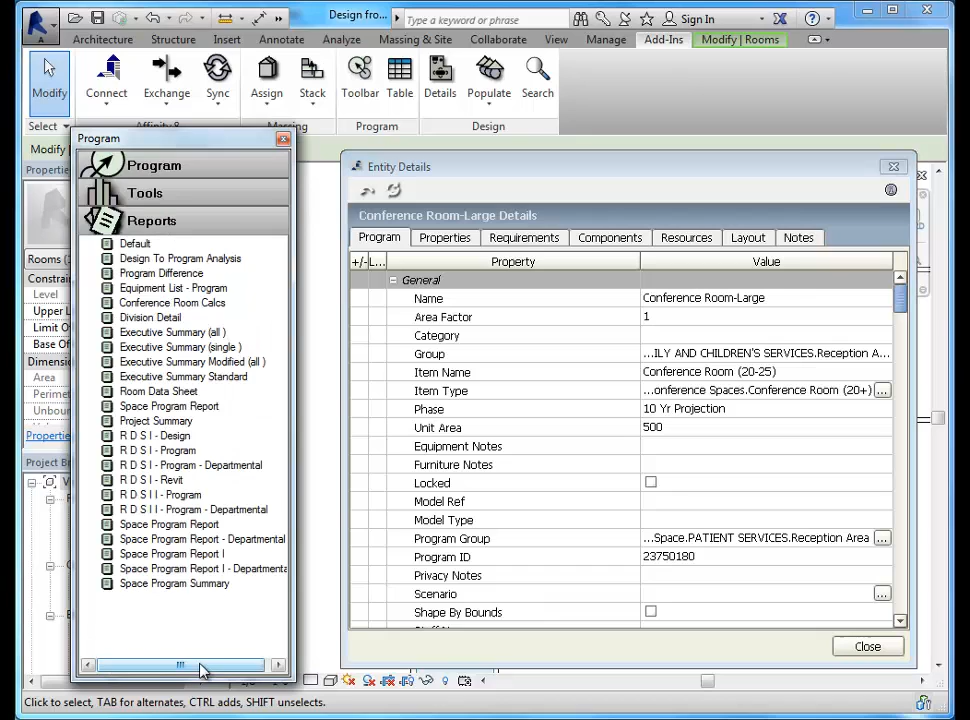 Design fro...
Type a keyword or phrase
Sign In
Architecture Structure Insert Annotate Analyze Massing & Site Collaborate View Manage Add-Ins Modify | Rooms
Modify Connect Exchange Sync Assign Stack Toolbar Table Details Populate Search
Select Massing Program Design
Program
Modify |
Properties
Program
Tools
Reports
Default
Design To Program Analysis
Program Difference
Equipment List - Program
Conference Room Calcs
Division Detail
Executive Summary (all )
Executive Summary (single )
Executive Summary Modified (all )
Executive Summary Standard
Room Data Sheet
Space Program Report
Project Summary
R D S I - Design
R D S I - Program
R D S I - Program - Departmental
R D S I - Revit
R D S I I - Program
R D S I I - Program - Departmental
Space Program Report
Space Program Report - Departmental
Space Program Report I
Space Program Report I - Departmenta
Space Program Summary
Rooms (
Constrai
Level
Upper L
Limit O
Base Of
Dimensi
Area
Perimet
Unbou
Properties
Project B
Entity Details
Conference Room-Large Details
Program Properties Requirements Components Resources Layout Notes
+/- L... Property Value
General
Name Conference Room-Large
Area Factor 1
Category
Group ...ILY AND CHILDREN'S SERVICES.Reception A...
Item Name Conference Room (20-25)
Item Type ...onference Spaces.Conference Room (20+) ...
Phase 10 Yr Projection
Unit Area 500
Equipment Notes
Furniture Notes
Locked
Model Ref
Model Type
Program Group ...Space.PATIENT SERVICES.Reception Area ...
Program ID 23750180
Privacy Notes
Scenario ...
Shape By Bounds
Close
Click to select, TAB for alternates, CTRL adds, SHIFT unselects.